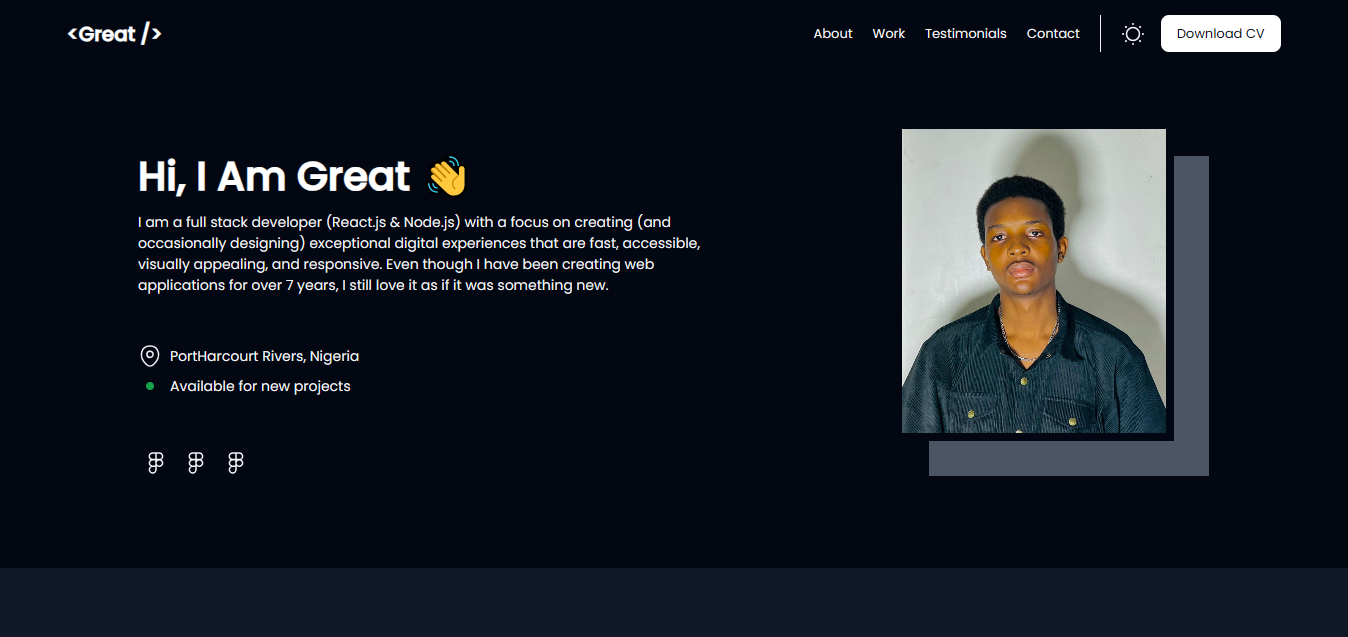 <Great />
About Work Testimonials Contact Download CV
Hi, I Am Great 👋
I am a full stack developer (React.js & Node.js) with a focus on creating (and
occasionally designing) exceptional digital experiences that are fast, accessible,
visually appealing, and responsive. Even though I have been creating web
applications for over 7 years, I still love it as if it was something new.
PortHarcourt Rivers, Nigeria
Available for new projects